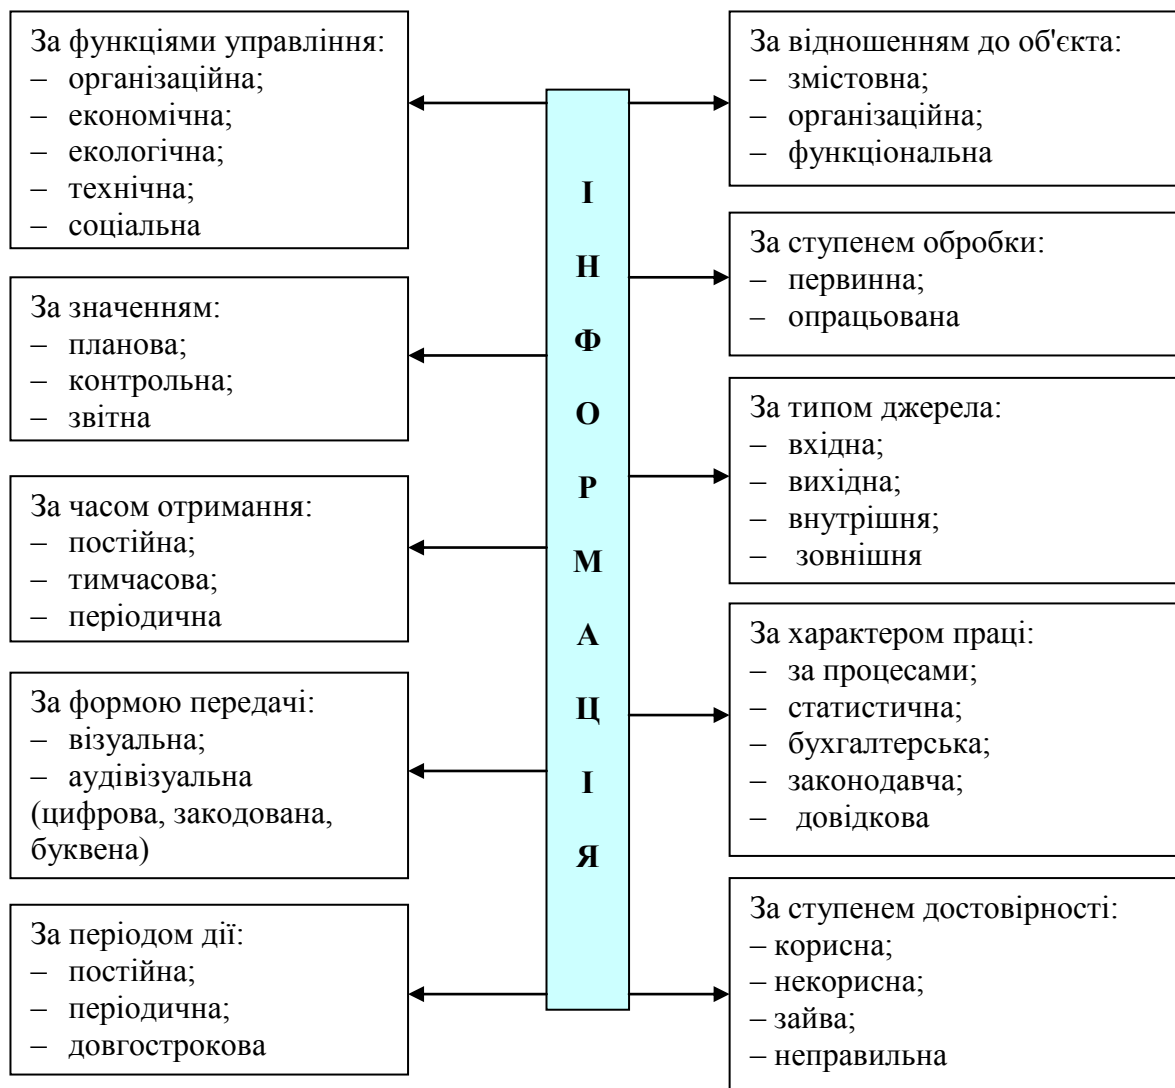 За функціями управління:
– організаційна;
– економічна;
– екологічна;
– технічна;
– соціальна
За значенням:
– планова;
– контрольна;
– звітна
За часом отримання:
– постійна;
– тимчасова;
– періодична
За формою передачі:
– візуальна;
– аудівізуальна
(цифрова, закодована,
буквена)
За періодом дії:
– постійна;
– періодична;
– довгострокова
І
Н
Ф
О
Р
М
А
Ц
І
Я
За відношенням до об'єкта:
– змістовна;
– організаційна;
– функціональна
За ступенем обробки:
– первинна;
– опрацьована
За типом джерела:
– вхідна;
– вихідна;
– внутрішня;
– зовнішня
За характером праці:
– за процесами;
– статистична;
– бухгалтерська;
– законодавча;
– довідкова
За ступенем достовірності:
– корисна;
– некорисна;
– зайва;
– неправильна